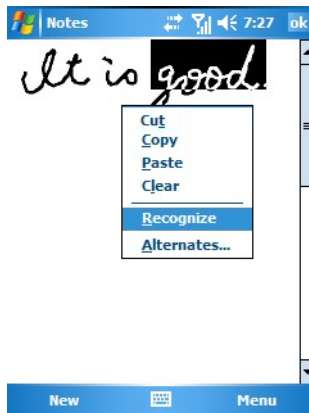 Notes 7:27 ok
It is good.
Cut
Copy
Paste
Clear
Recognize
Alternates...
New Menu